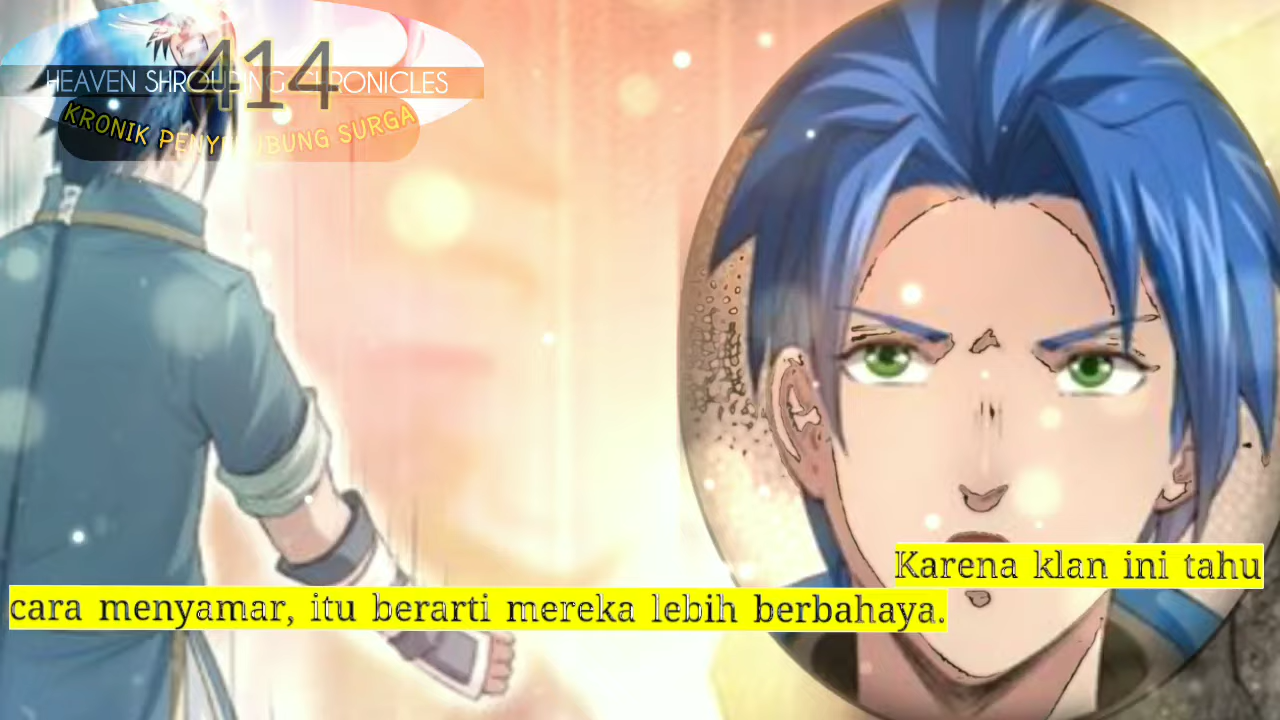 414
HEAVEN SHROUDING CHRONICLES
KRONIK PENYELUBUNG SURGA
Karena klan ini tahu
cara menyamar, itu berarti mereka lebih berbahaya.